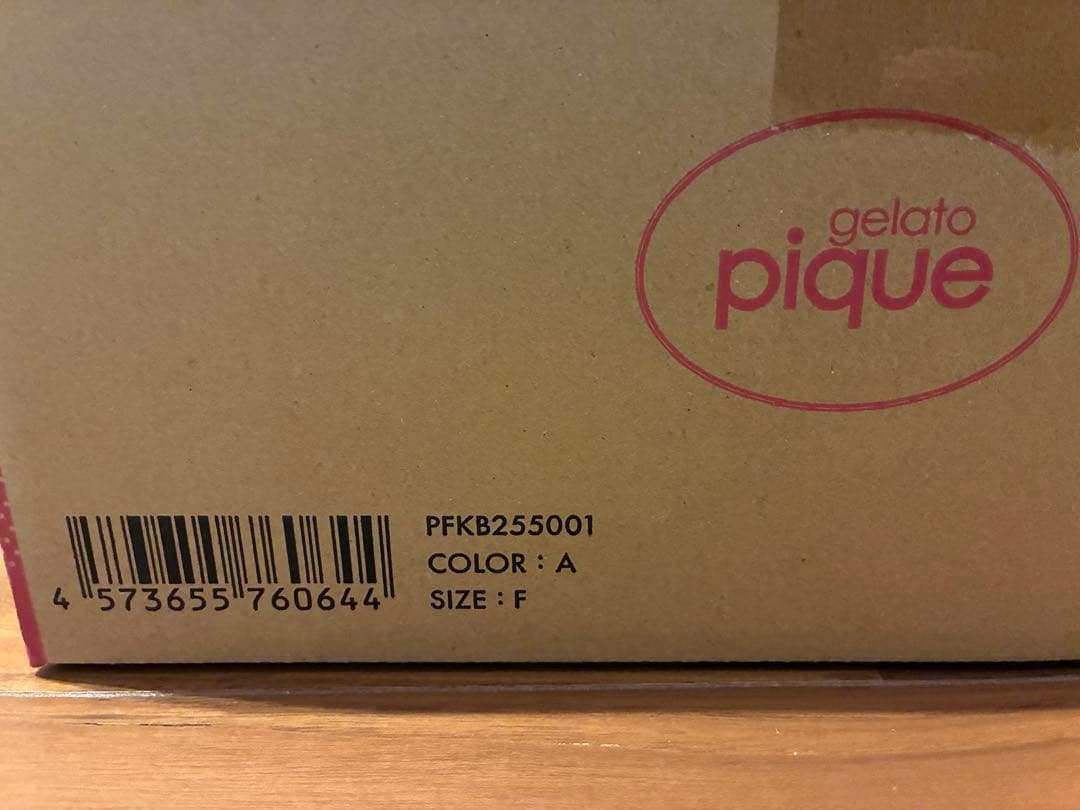 gelato
pique
PFKB255001
COLOR : A
SIZE : F
4 573655 760644